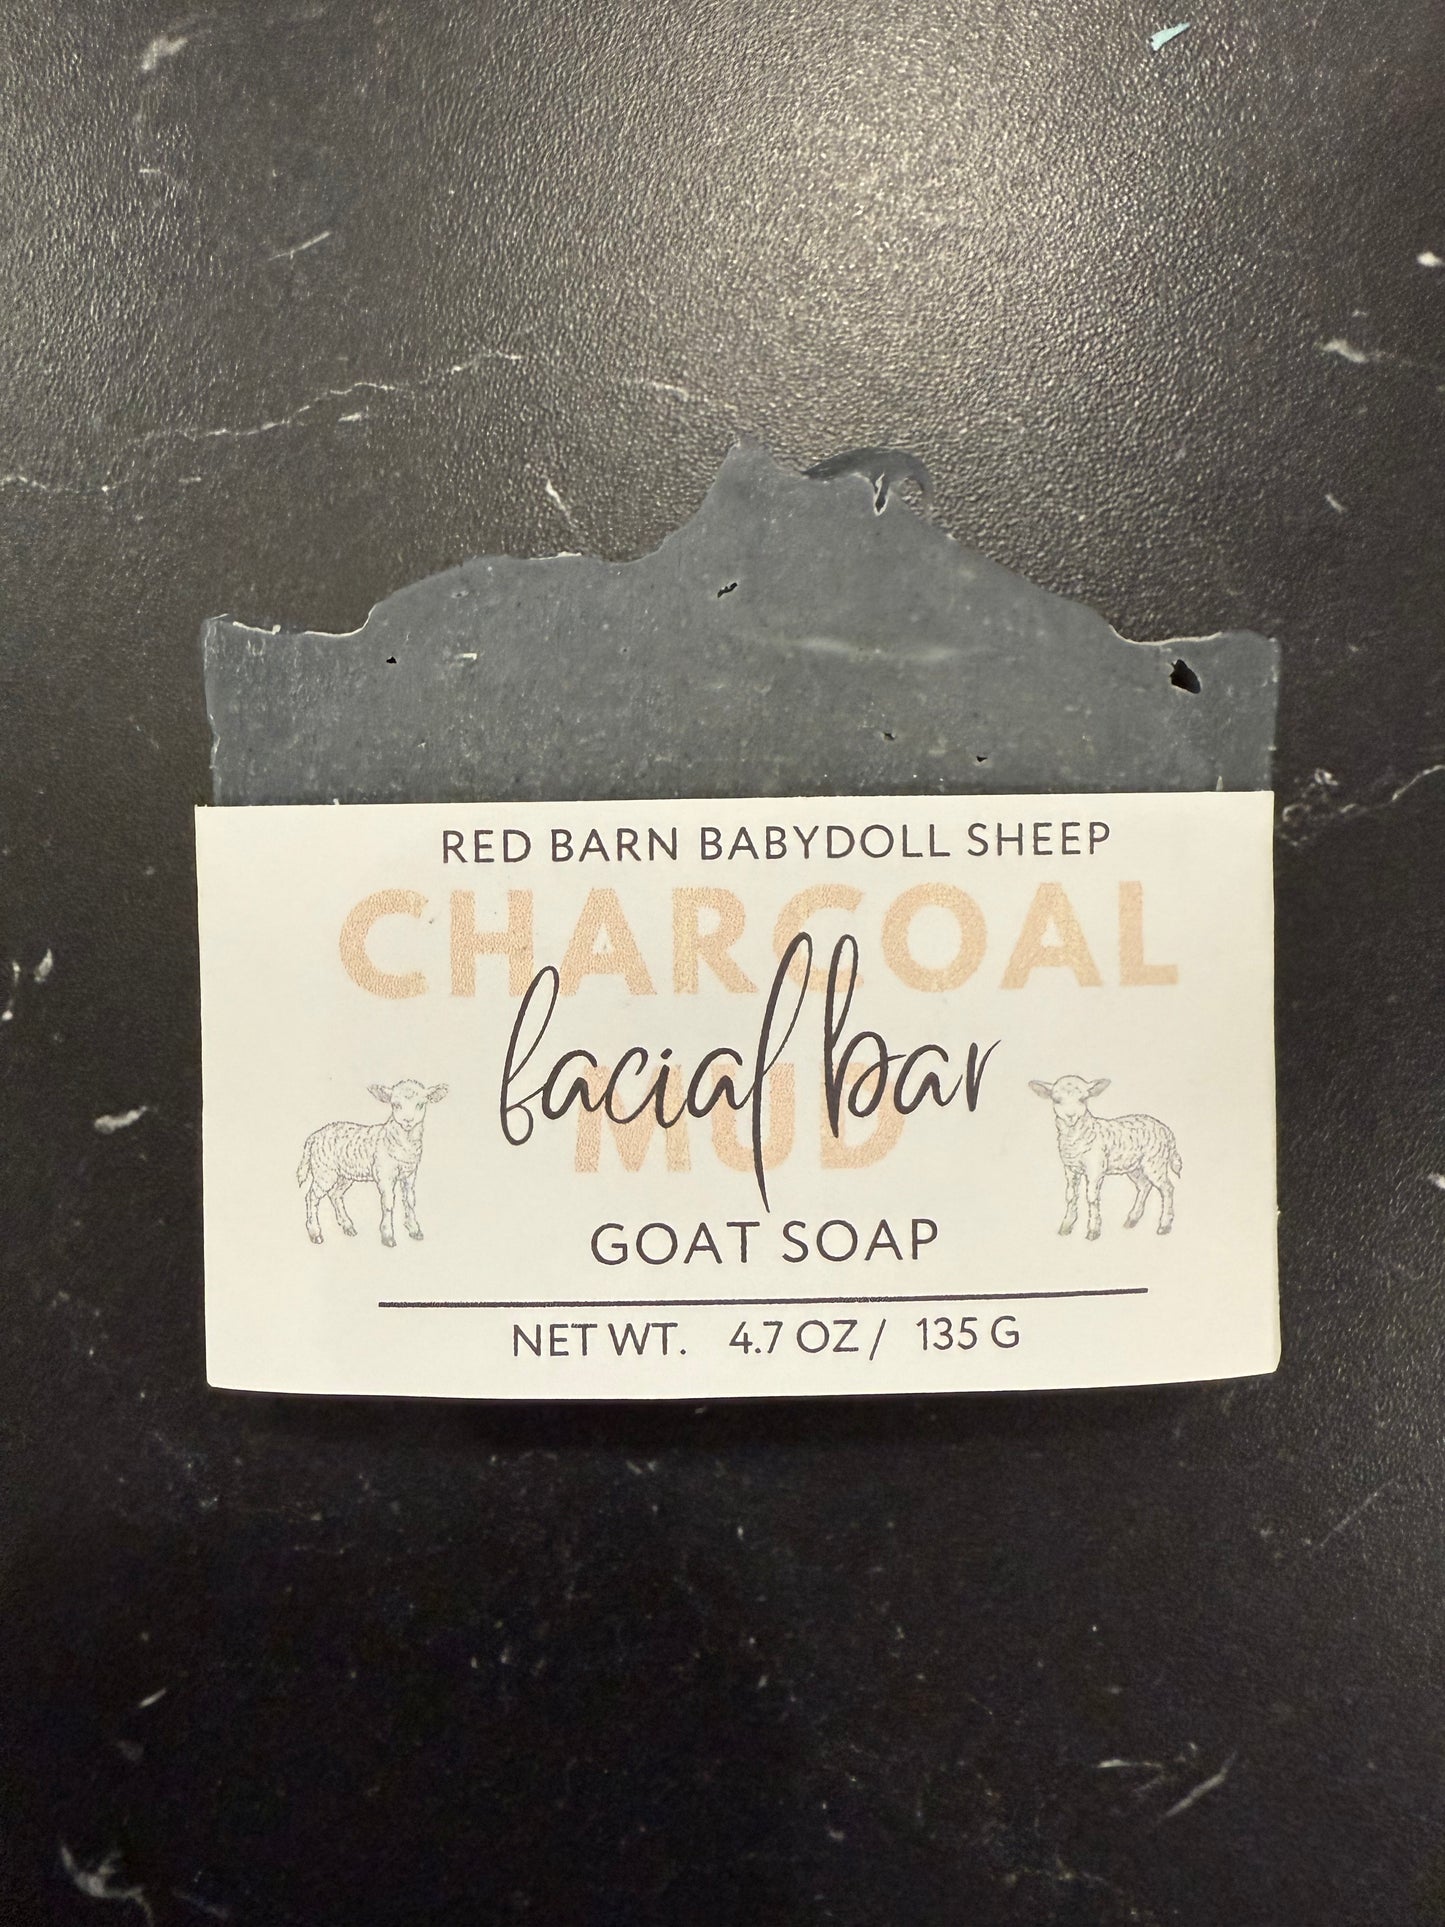 RED BARN BABYDOLL SHEEP
CHARCOAL
facial bar
MUD
GOAT SOAP
NET WT. 4.7 OZ / 135 G